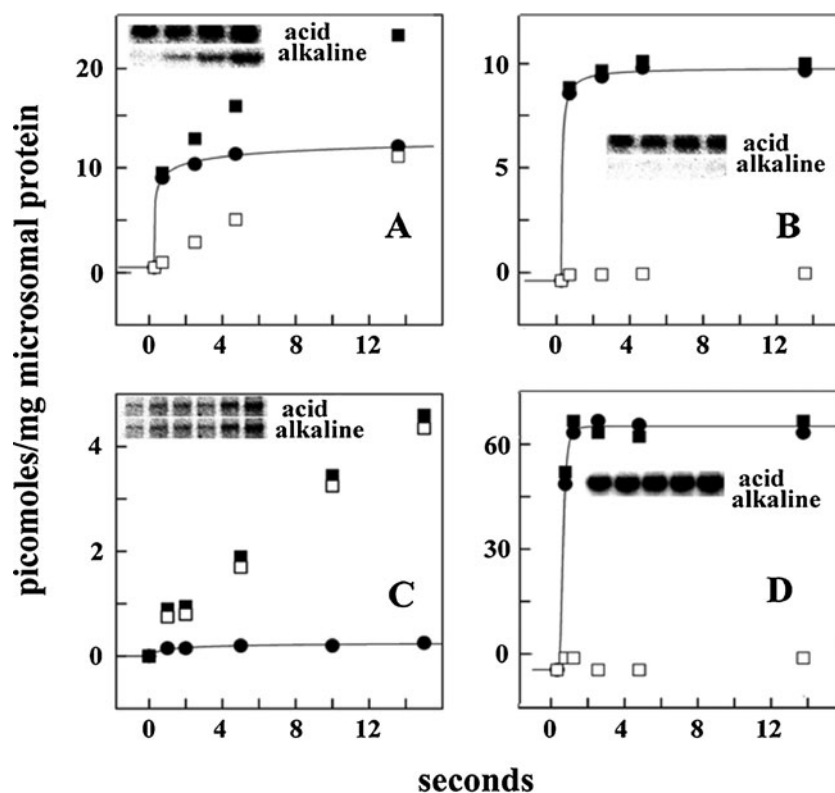 picomoles/mg microsomal protein
acid
alkaline
20
10
0
A
0 4 8 12
10
5
0
acid
alkaline
B
0 4 8 12
acid
alkaline
4
2
0
C
0 4 8 12
60
30
0
acid
alkaline
D
0 4 8 12
seconds